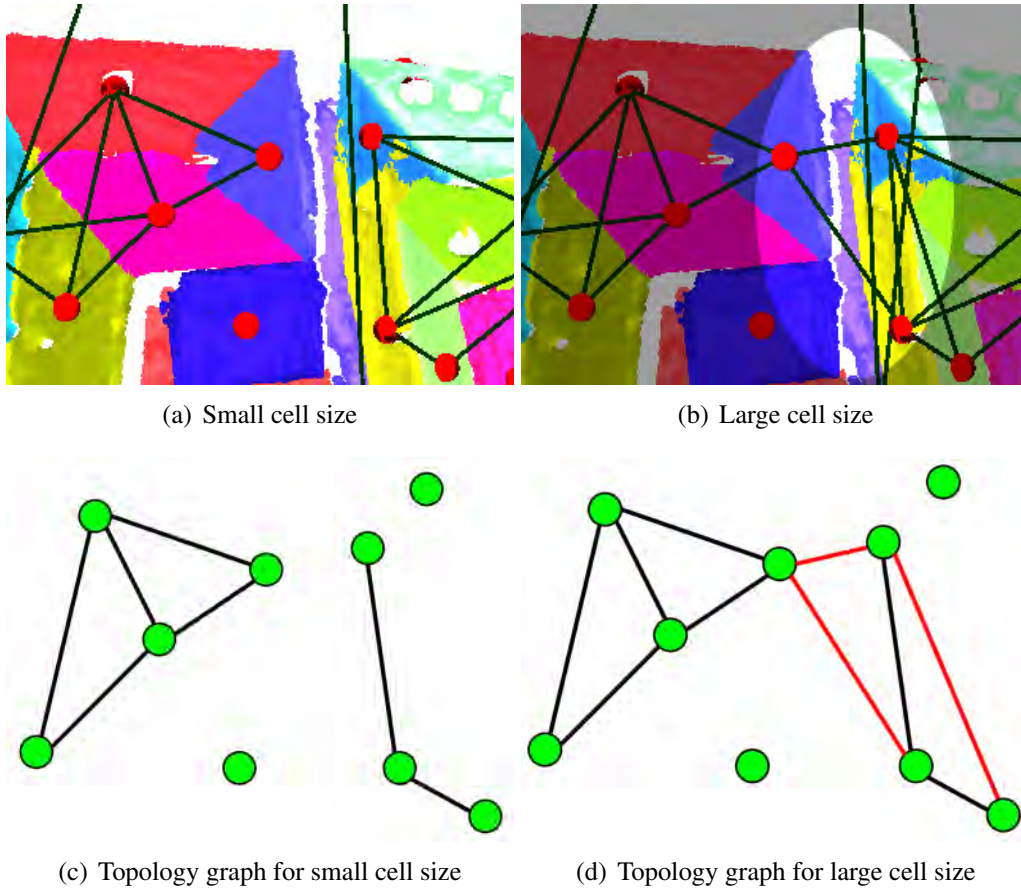 (a) Small cell size
(b) Large cell size
(c) Topology graph for small cell size
(d) Topology graph for large cell size